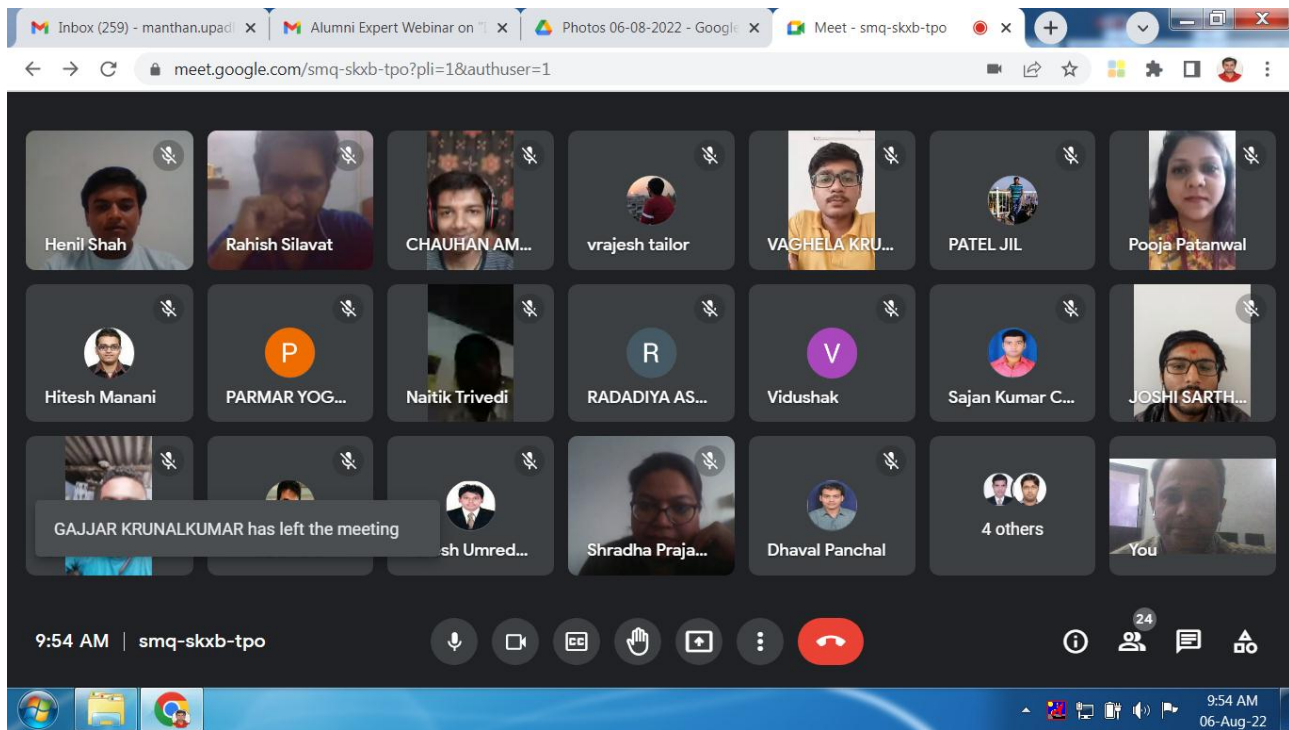 Inbox (259) - manthan.upad
Alumni Expert Webinar on "
Photos 06-08-2022 - Google
Meet - smq-skxb-tpo
meet.google.com/smq-skxb-tpo?pli=1&authuser=1
Henil Shah
Rahish Silavat
CHAUHAN AM...
vrajesh tailor
VAGHELA KRU...
PATEL JIL
Pooja Patanwal
Hitesh Manani
P
PARMAR YOG...
Naitik Trivedi
R
RADADIYA AS...
V
Vidushak
Sajan Kumar C...
JOSHI SARTH...
GAJJAR KRUNALKUMAR has left the meeting
sh Umred...
Shradha Praja...
Dhaval Panchal
4 others
You
9:54 AM | smq-skxb-tpo
CC
24
9:54 AM
06-Aug-22